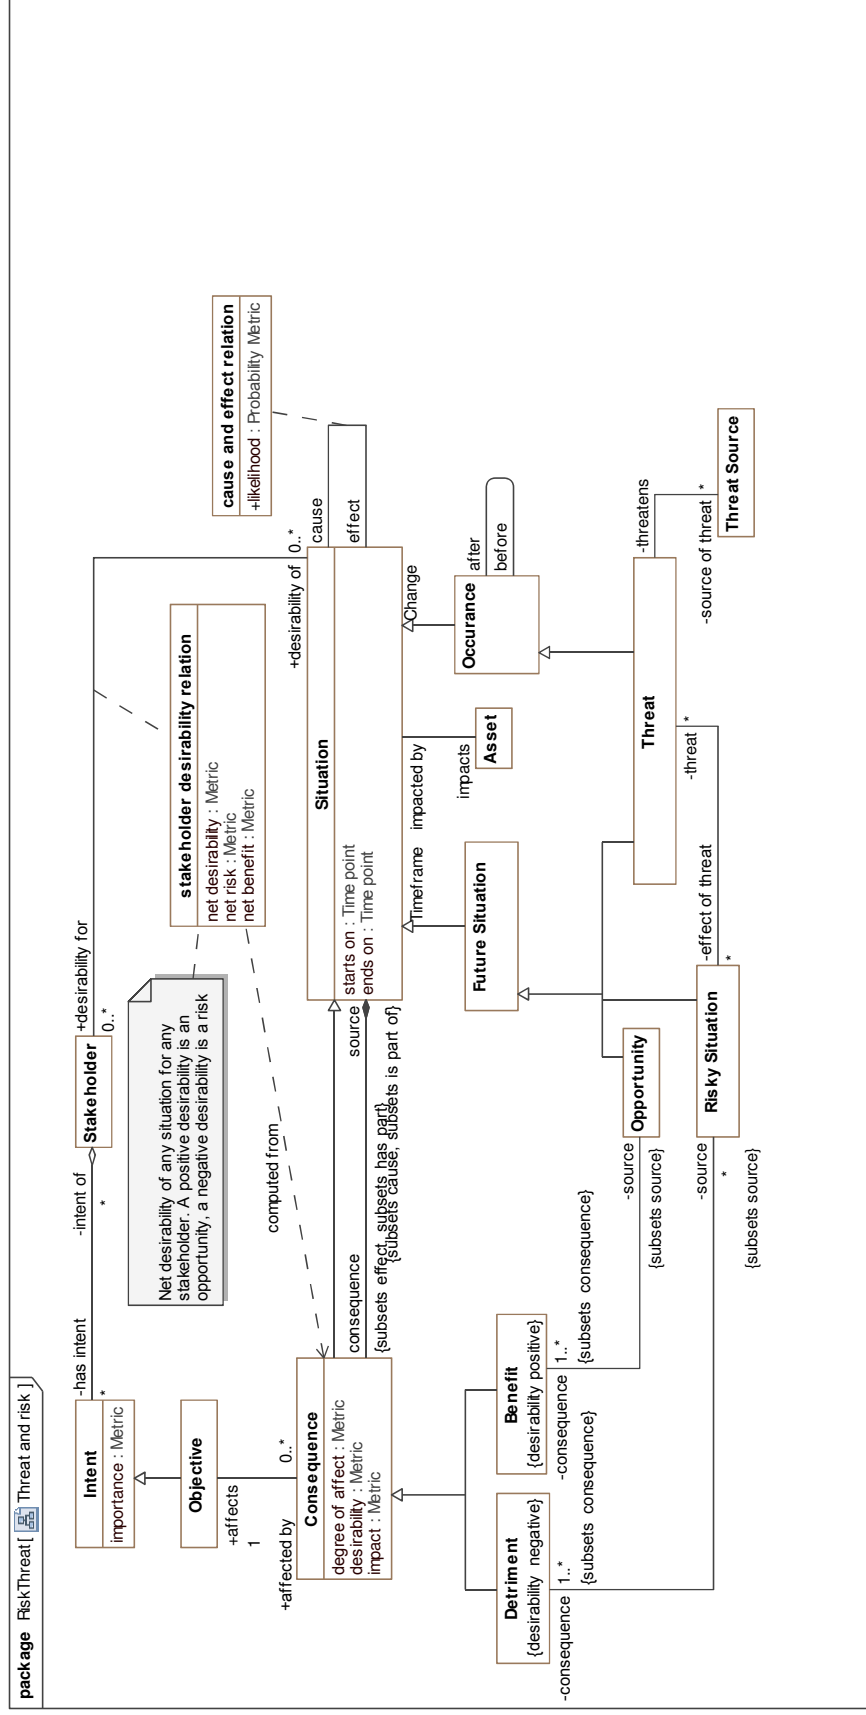 package RiskThreat [ Threat and risk ]
Intent
importance : Metric
-has intent
*
-intent of
*
Stakeholder
+desirability for
0..*
Net desirability of any situation for any
stakeholder. A positive desirability is an
opportunity, a negative desirability is a risk
stakeholder desirability relation
net desirability : Metric
net risk : Metric
net benefit : Metric
cause and effect relation
+likelihood : Probability Metric
Objective
+affects
1
+affected by
0..*
computed from
+desirability of
0..*
Consequence
degree of affect : Metric
desirability : Metric
impact : Metric
consequence
{subsets effect, subsets has part}
source
{subsets cause, subsets is part of}
Situation
starts on : Time point
ends on : Time point
cause
effect
Timeframe
impacted by
Change
impacts
Asset
Future Situation
Occurance
after
before
Detriment
{desirability negative}
Benefit
{desirability positive}
-consequence
1..*
{subsets consequence}
-consequence
1..*
{subsets consequence}
Opportunity
-source
{subsets source}
Threat
-threatens
-threat
*
Risky Situation
-source
*
{subsets source}
-effect of threat
*
-source of threat
*
Threat Source